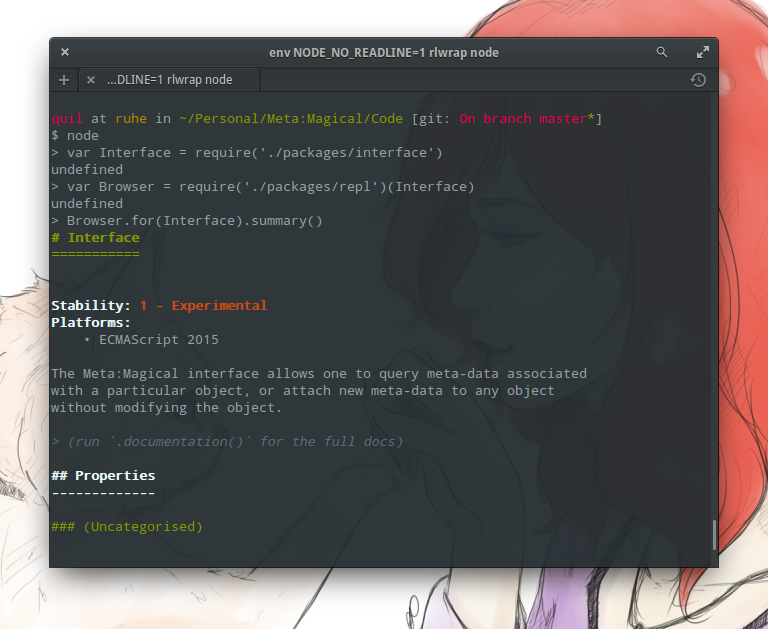 env NODE_NO_READLINE=1 rlwrap node
...DLINE=1 rlwrap node
quil at ruhe in ~/Personal/Meta:Magical/Code [git: On branch master*]
$ node
> var Interface = require('./packages/interface')
undefined
> var Browser = require('./packages/repl')(Interface)
undefined
> Browser.for(Interface).summary()
# Interface
===========
Stability: 1 - Experimental
Platforms:
• ECMAScript 2015
The Meta:Magical interface allows one to query meta-data associated
with a particular object, or attach new meta-data to any object
without modifying the object.
> (run `.documentation()` for the full docs)
## Properties
-------------
### (Uncategorised)